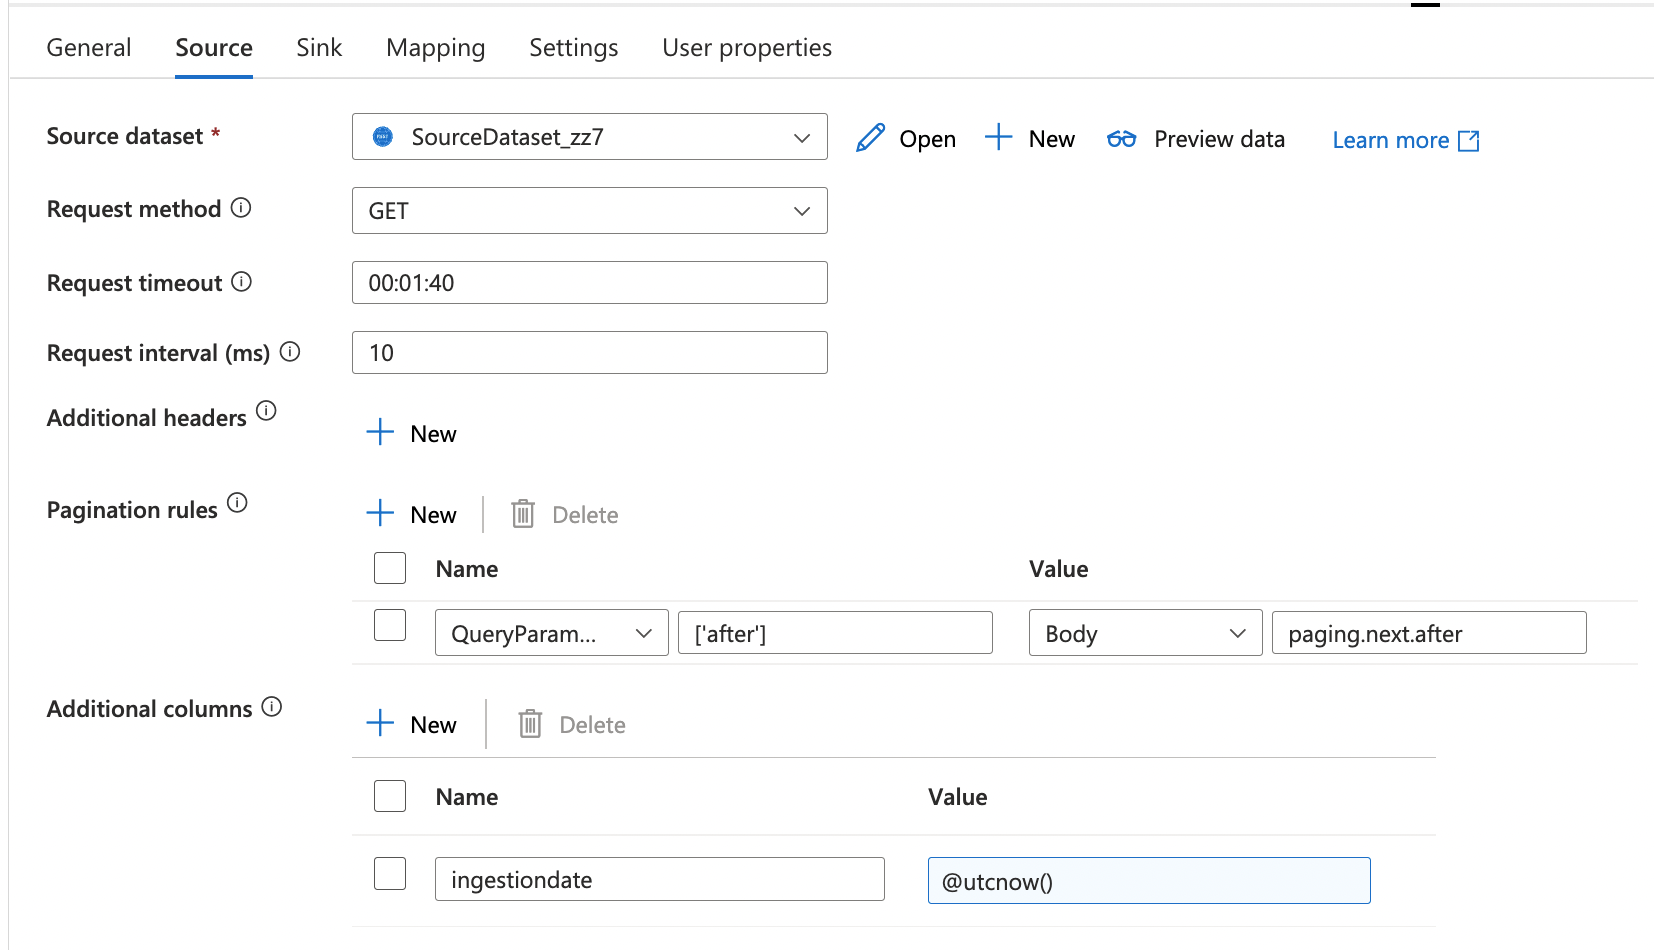 General Source Sink Mapping Settings User properties
Source dataset * SourceDataset_zz7 Open New Preview data Learn more
Request method GET
Request timeout 00:01:40
Request interval (ms) 10
Additional headers
New
Pagination rules
New Delete
Name Value
QueryParam... ['after'] Body paging.next.after
Additional columns
New Delete
Name Value
ingestiondate @utcnow()